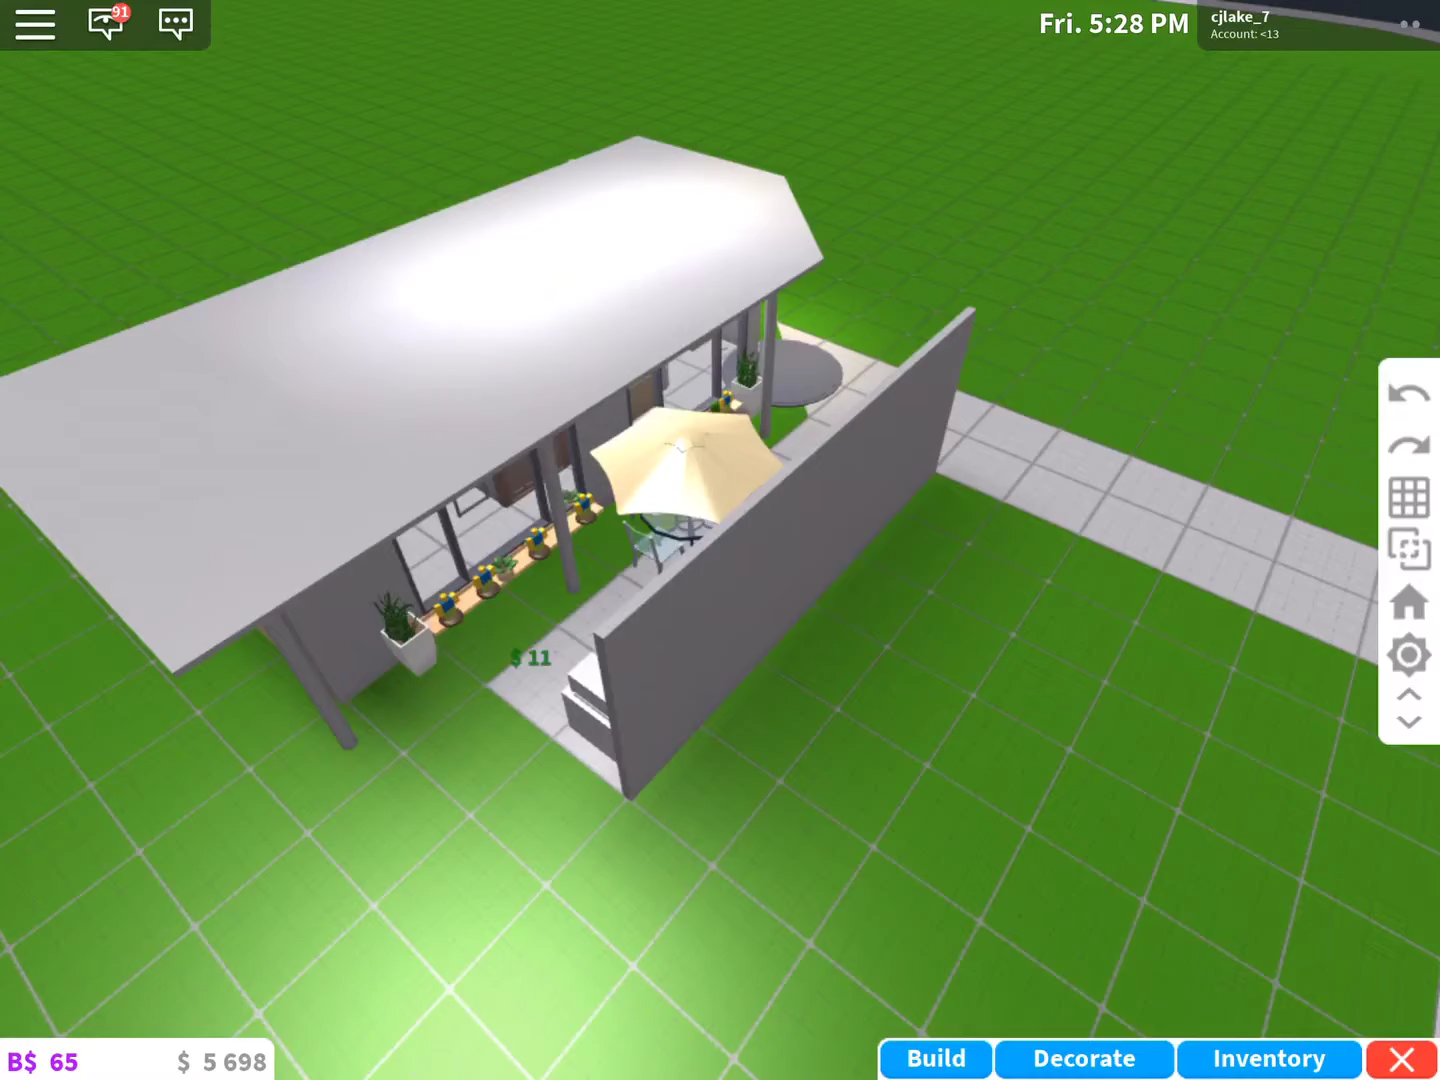 91
Fri. 5:28 PM
cjlake_7
Account: <13
$ 11
B$ 65
$ 5 698
Build
Decorate
Inventory